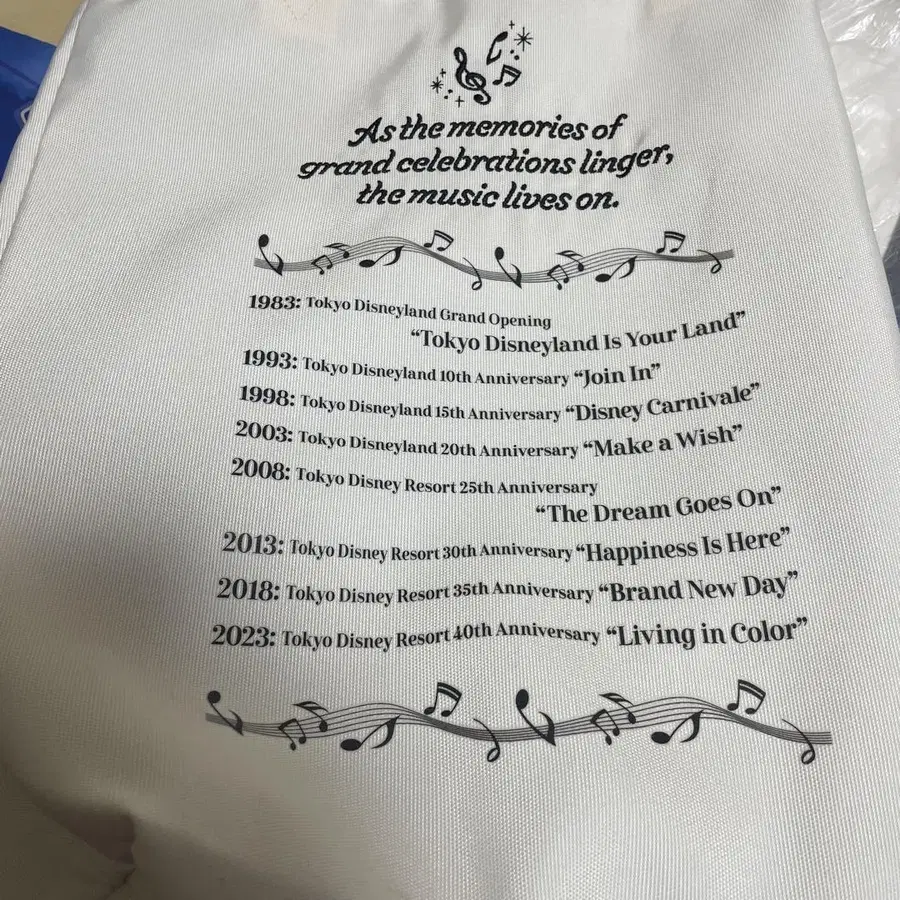 As the memories of
grand celebrations linger,
the music lives on.
1983: Tokyo Disneyland Grand Opening
“Tokyo Disneyland Is Your Land”
1993: Tokyo Disneyland 10th Anniversary “Join In”
1998: Tokyo Disneyland 15th Anniversary “Disney Carnivale”
2003: Tokyo Disneyland 20th Anniversary “Make a Wish”
2008: Tokyo Disney Resort 25th Anniversary
“The Dream Goes On”
2013: Tokyo Disney Resort 30th Anniversary “Happiness Is Here”
2018: Tokyo Disney Resort 35th Anniversary “Brand New Day”
2023: Tokyo Disney Resort 40th Anniversary “Living in Color”